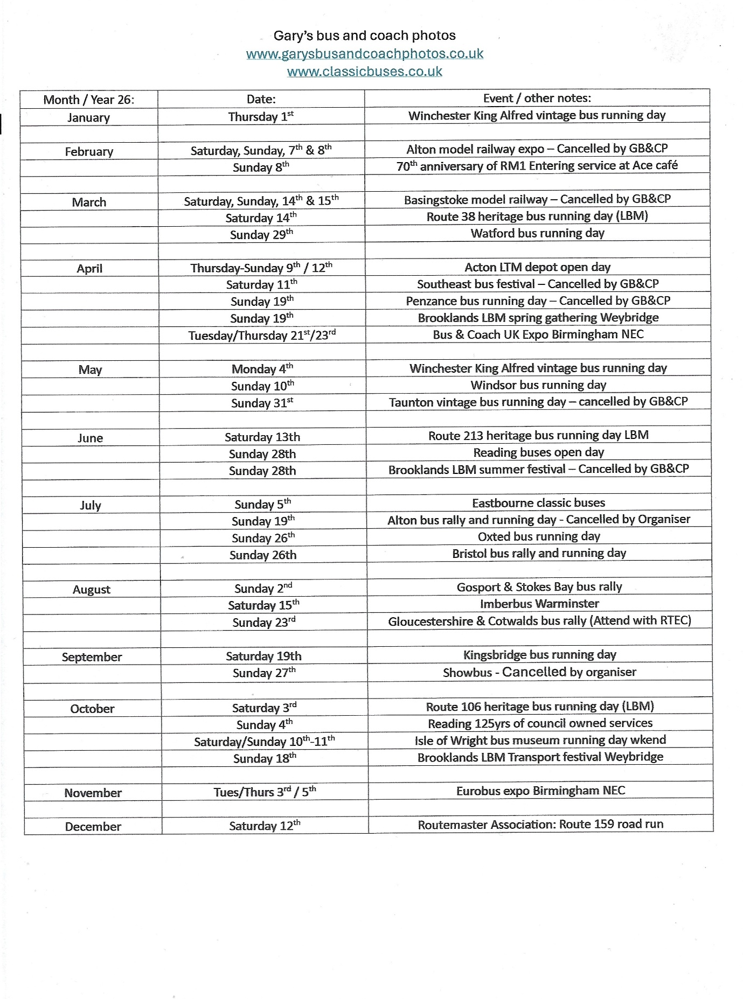 Gary's bus and coach photos
www.garysbusandcoachphotos.co.uk
www.classicbuses.co.uk
Month / Year 26: Date: Event / other notes:
January Thursday 1st Winchester King Alfred vintage bus running day
February Saturday, Sunday, 7th & 8th Alton model railway expo – Cancelled by GB&CP
Sunday 8th 70th anniversary of RM1 Entering service at Ace café
March Saturday, Sunday, 14th & 15th Basingstoke model railway – Cancelled by GB&CP
Saturday 14th Route 38 heritage bus running day (LBM)
Sunday 29th Watford bus running day
April Thursday-Sunday 9th / 12th Acton LTM depot open day
Saturday 11th Southeast bus festival – Cancelled by GB&CP
Sunday 19th Penzance bus running day – Cancelled by GB&CP
Sunday 19th Brooklands LBM spring gathering Weybridge
Tuesday/Thursday 21st/23rd Bus & Coach UK Expo Birmingham NEC
May Monday 4th Winchester King Alfred vintage bus running day
Sunday 10th Windsor bus running day
Sunday 31st Taunton vintage bus running day – cancelled by GB&CP
June Saturday 13th Route 213 heritage bus running day LBM
Sunday 28th Reading buses open day
Sunday 28th Brooklands LBM summer festival – Cancelled by GB&CP
July Sunday 5th Eastbourne classic buses
Sunday 19th Alton bus rally and running day - Cancelled by Organiser
Sunday 26th Oxted bus running day
Sunday 26th Bristol bus rally and running day
August Sunday 2nd Gosport & Stokes Bay bus rally
Saturday 15th Imberbus Warminster
Sunday 23rd Gloucestershire & Cotwalds bus rally (Attend with RTEC)
September Saturday 19th Kingsbridge bus running day
Sunday 27th Showbus - Cancelled by organiser
October Saturday 3rd Route 106 heritage bus running day (LBM)
Sunday 4th Reading 125yrs of council owned services
Saturday/Sunday 10th-11th Isle of Wright bus museum running day wkend
Sunday 18th Brooklands LBM Transport festival Weybridge
November Tues/Thurs 3rd / 5th Eurobus expo Birmingham NEC
December Saturday 12th Routemaster Association: Route 159 road run